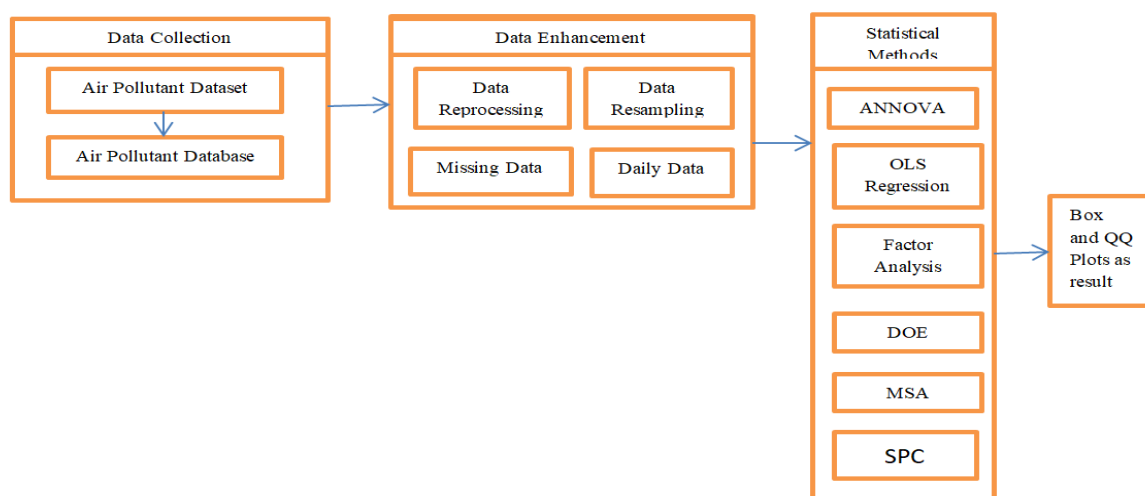 Data Collection
Air Pollutant Dataset
Air Pollutant Database
Data Enhancement
Data
Reprocessing
Data
Resampling
Missing Data
Daily Data
Statistical
Methods
ANNOVA
OLS
Regression
Factor
Analysis
DOE
MSA
SPC
Box
and QQ
Plots as
result